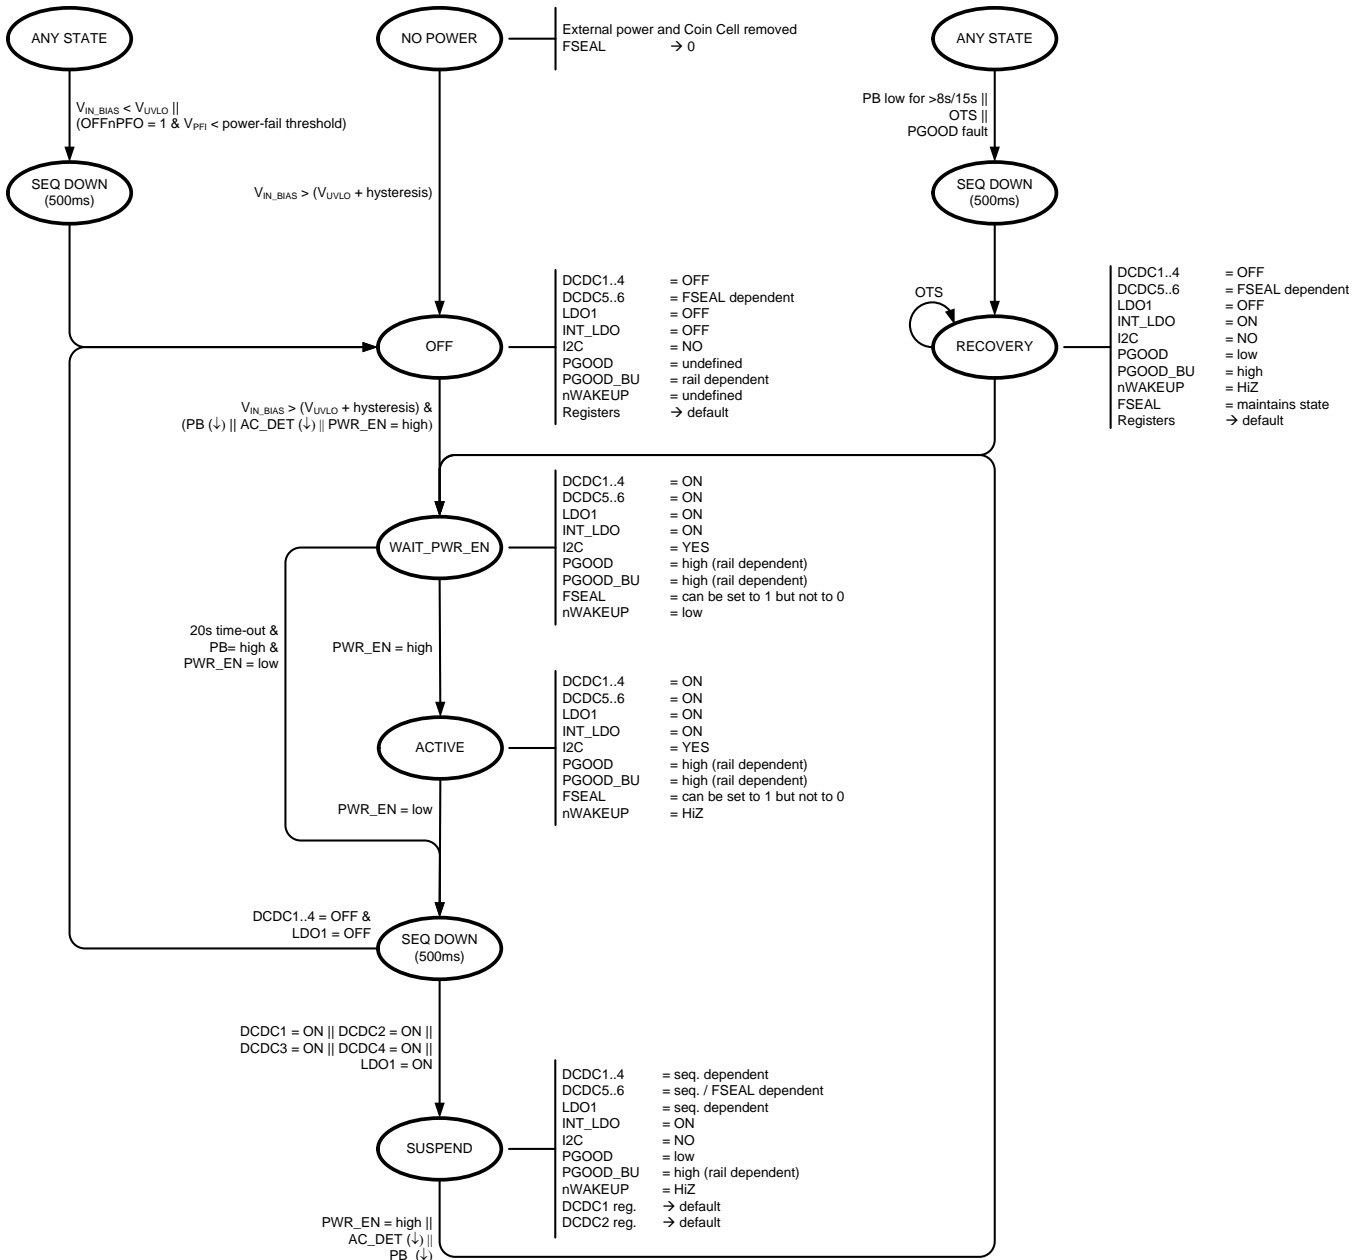 ANY STATE
NO POWER
External power and Coin Cell removed
FSEAL → 0
ANY STATE
V_IN_BIAS < V_UVLO ||
(OFFnPFO = 1 & V_PFI < power-fail threshold)
PB low for >8s/15s ||
OTS ||
PGOOD fault
SEQ DOWN
(500ms)
V_IN_BIAS > (V_UVLO + hysteresis)
SEQ DOWN
(500ms)
OFF
DCDC1..4 = OFF
DCDC5..6 = FSEAL dependent
LDO1 = OFF
INT_LDO = OFF
I2C = NO
PGOOD = undefined
PGOOD_BU = rail dependent
nWAKEUP = undefined
Registers → default
OTS
RECOVERY
DCDC1..4 = OFF
DCDC5..6 = FSEAL dependent
LDO1 = OFF
INT_LDO = ON
I2C = NO
PGOOD = low
PGOOD_BU = high
nWAKEUP = HiZ
FSEAL = maintains state
Registers → default
V_IN_BIAS > (V_UVLO + hysteresis) &
(PB (↓) || AC_DET (↓) || PWR_EN = high)
WAIT_PWR_EN
DCDC1..4 = ON
DCDC5..6 = ON
LDO1 = ON
INT_LDO = ON
I2C = YES
PGOOD = high (rail dependent)
PGOOD_BU = high (rail dependent)
FSEAL = can be set to 1 but not to 0
nWAKEUP = low
20s time-out &
PB= high &
PWR_EN = low
PWR_EN = high
ACTIVE
DCDC1..4 = ON
DCDC5..6 = ON
LDO1 = ON
INT_LDO = ON
I2C = YES
PGOOD = high (rail dependent)
PGOOD_BU = high (rail dependent)
FSEAL = can be set to 1 but not to 0
nWAKEUP = HiZ
PWR_EN = low
DCDC1..4 = OFF &
LDO1 = OFF
SEQ DOWN
(500ms)
DCDC1 = ON || DCDC2 = ON ||
DCDC3 = ON || DCDC4 = ON ||
LDO1 = ON
SUSPEND
DCDC1..4 = seq. dependent
DCDC5..6 = seq. / FSEAL dependent
LDO1 = seq. dependent
INT_LDO = ON
I2C = NO
PGOOD = low
PGOOD_BU = high (rail dependent)
nWAKEUP = HiZ
DCDC1 reg. → default
DCDC2 reg. → default
PWR_EN = high ||
AC_DET (↓) ||
PB (↓)